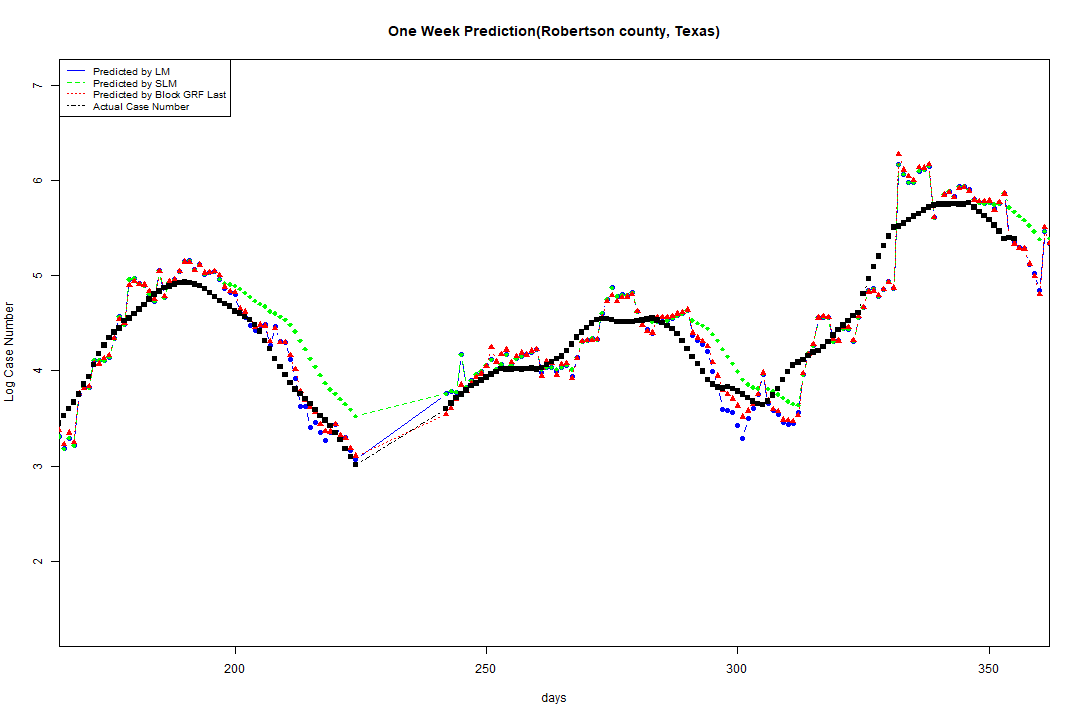 One Week Prediction(Robertson county, Texas)
Predicted by LM
Predicted by SLM
Predicted by Block GRF Last
Actual Case Number
7
6
5
4
3
2
Log Case Number
200 250 300 350
days